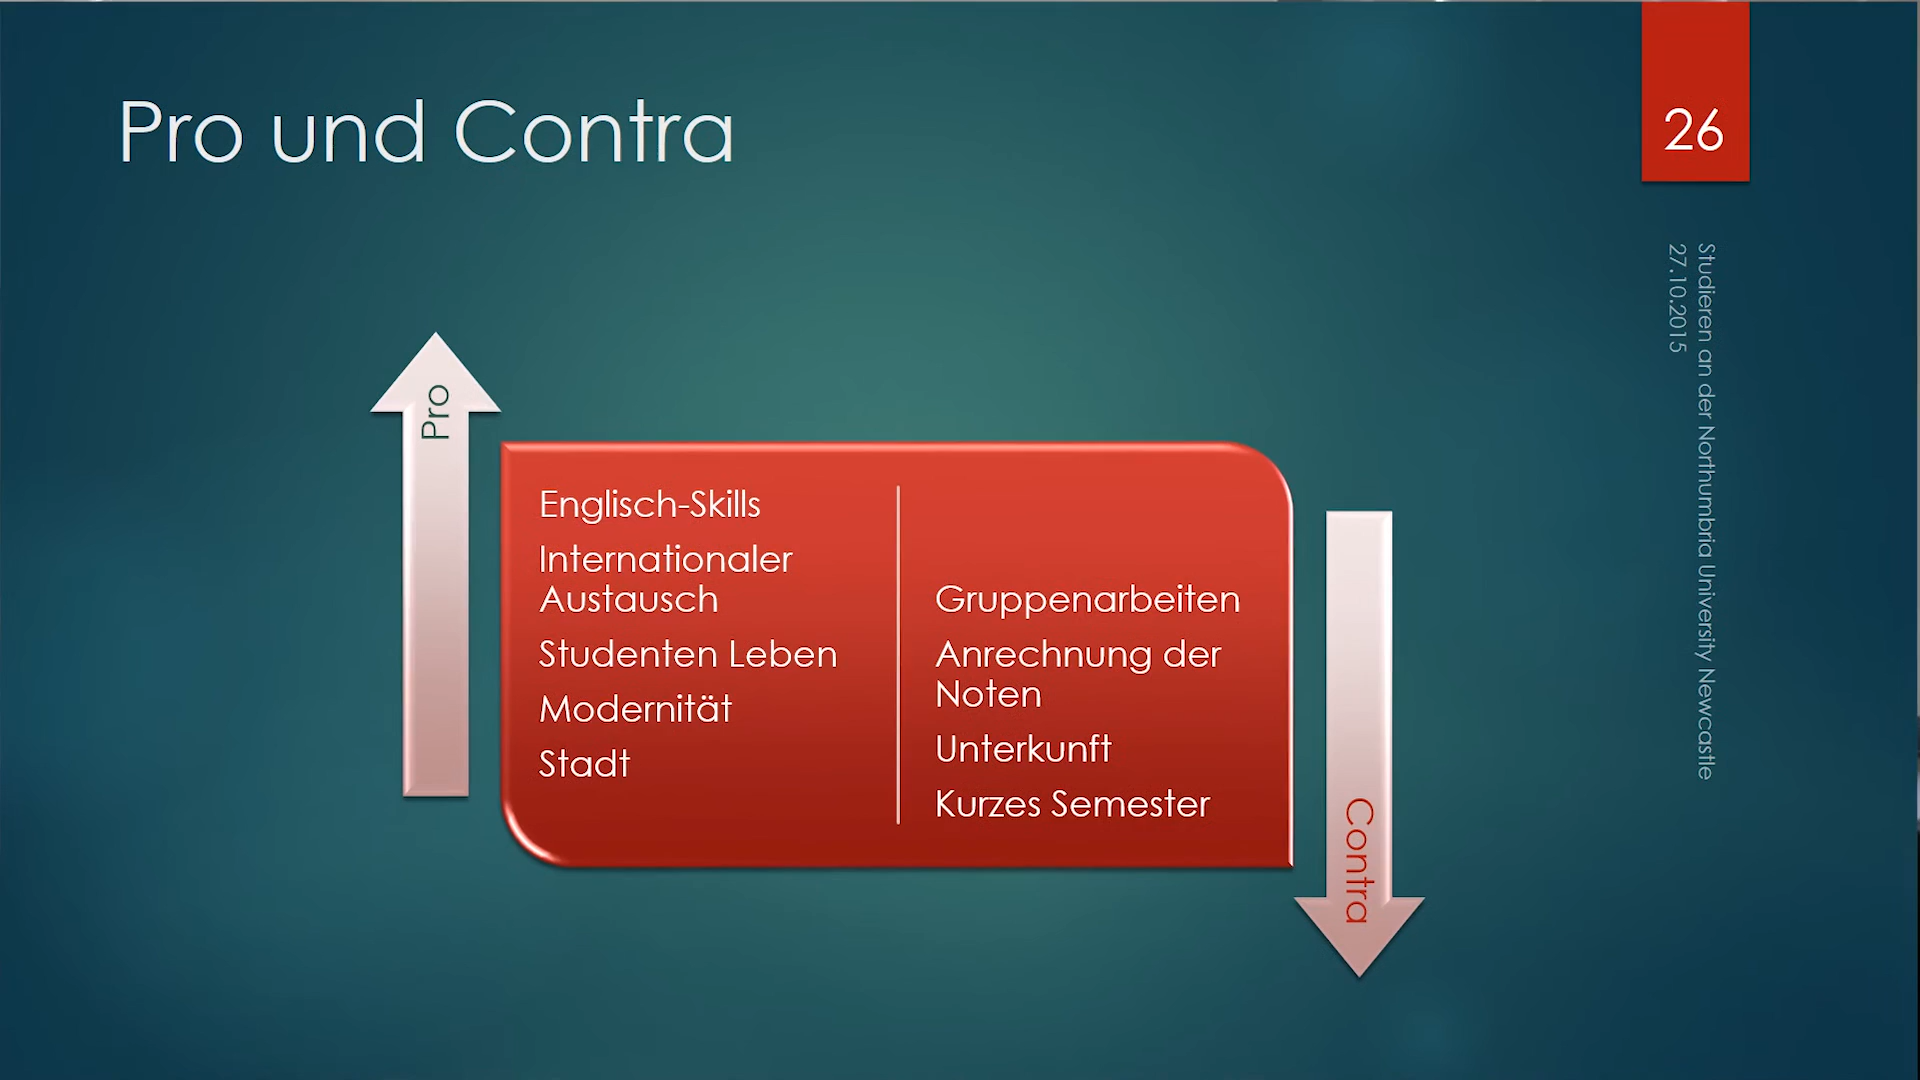 Pro und Contra
26
Studieren an der Northumbria University Newcastle
27.10.2015
Pro
Englisch-Skills
Internationaler
Austausch
Studenten Leben
Modernität
Stadt
Gruppenarbeiten
Anrechnung der
Noten
Unterkunft
Kurzes Semester
Contra